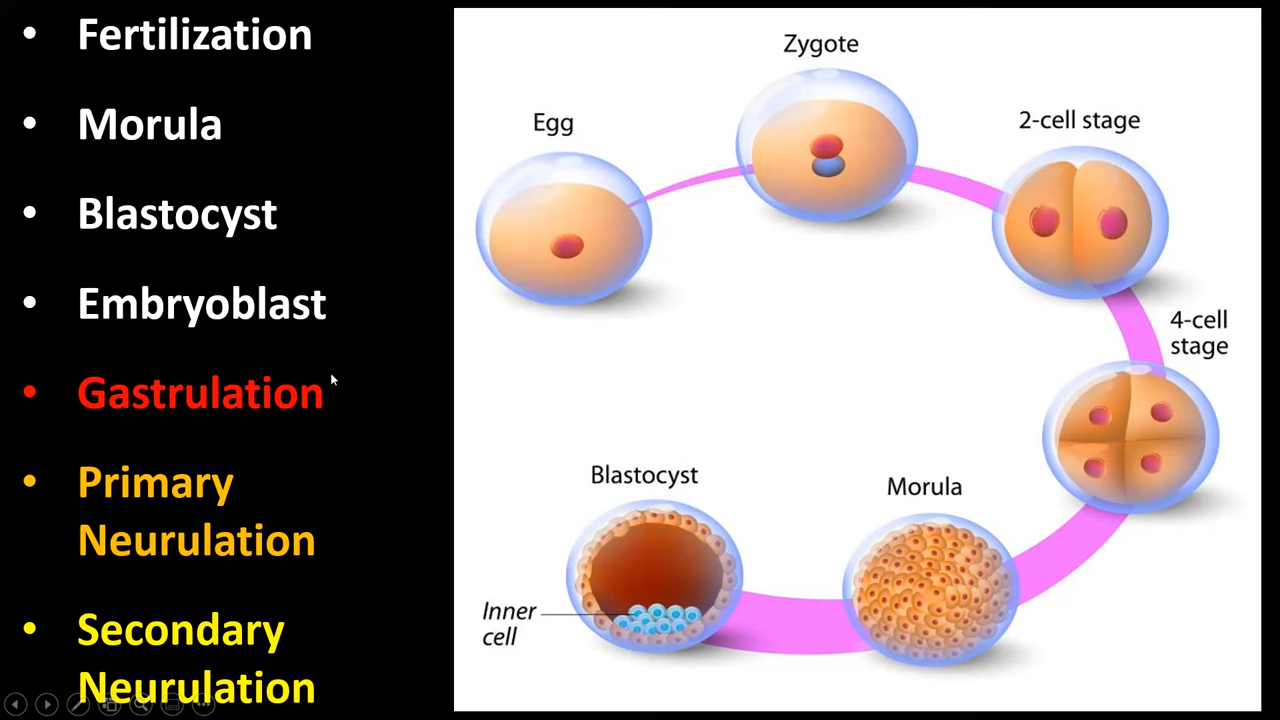 • Fertilization
• Morula
• Blastocyst
• Embryoblast
• Gastrulation
• Primary
Neurulation
• Secondary
Neurulation
Zygote
Egg
2-cell stage
4-cell
stage
Blastocyst
Morula
Inner
cell